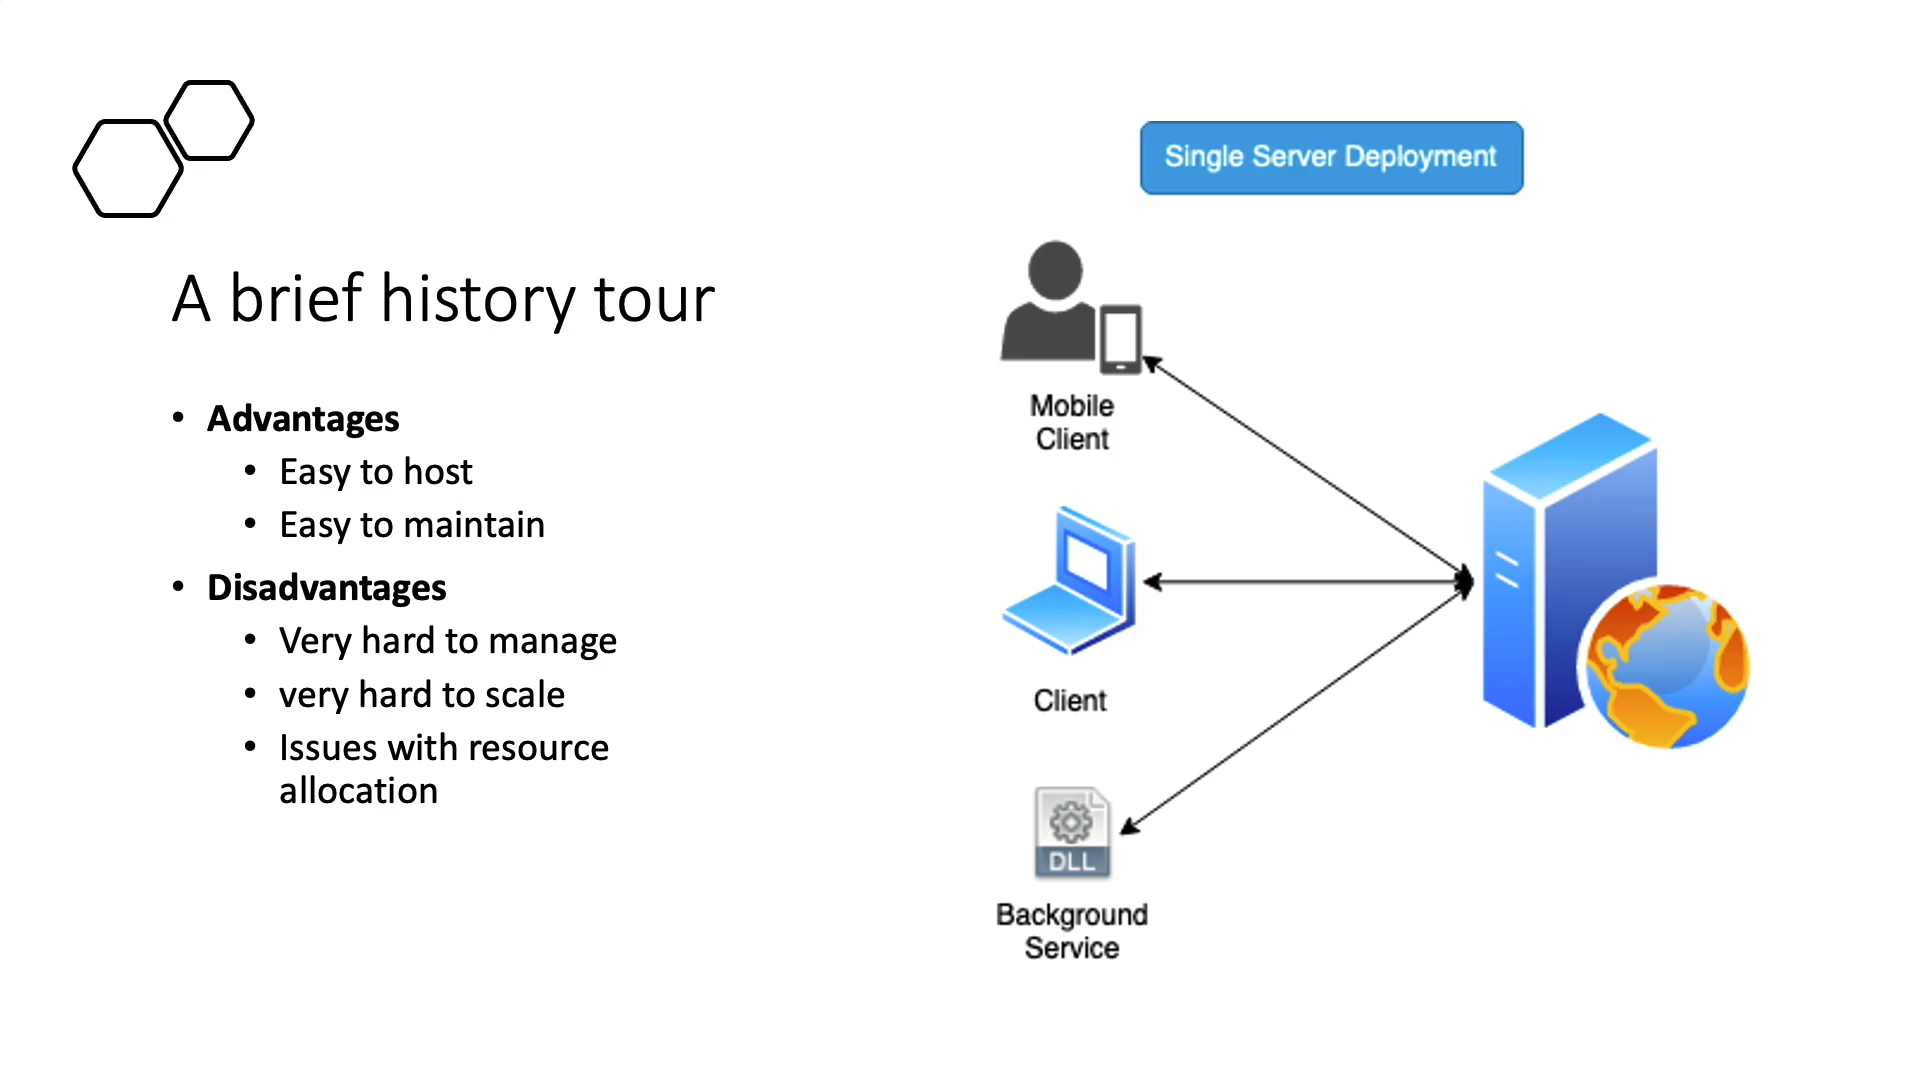 A brief history tour
• Advantages
• Easy to host
• Easy to maintain
• Disadvantages
• Very hard to manage
• very hard to scale
• Issues with resource
allocation
Single Server Deployment
Mobile
Client
Client
DLL
Background
Service